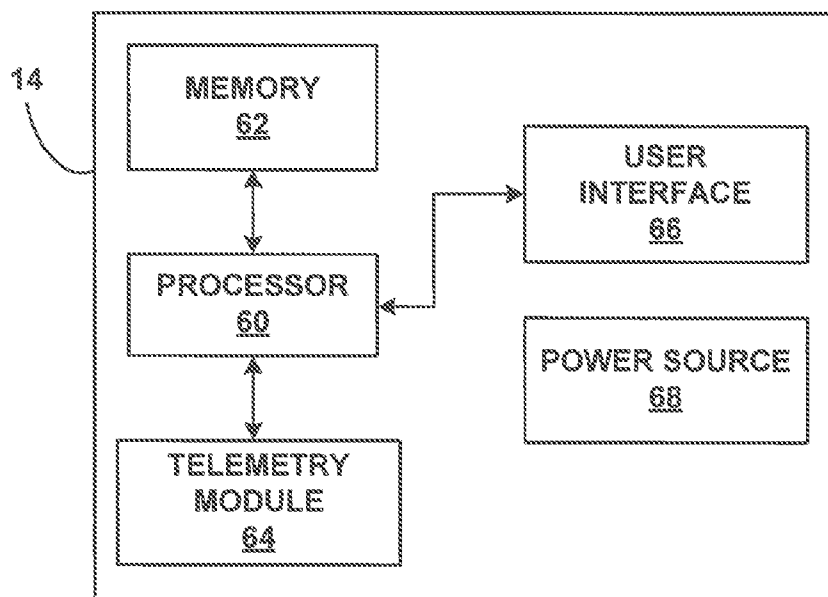 14
MEMORY
62
USER
INTERFACE
66
PROCESSOR
60
POWER SOURCE
68
TELEMETRY
MODULE
64